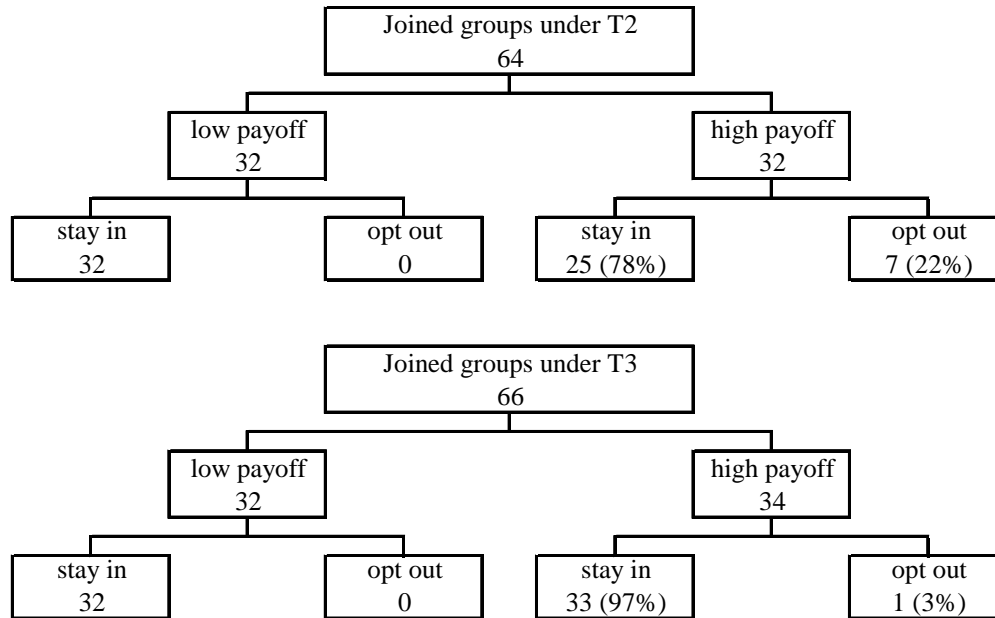 Joined groups under T2
64
low payoff
32
high payoff
32
stay in
32
opt out
0
stay in
25 (78%)
opt out
7 (22%)
Joined groups under T3
66
low payoff
32
high payoff
34
stay in
32
opt out
0
stay in
33 (97%)
opt out
1 (3%)